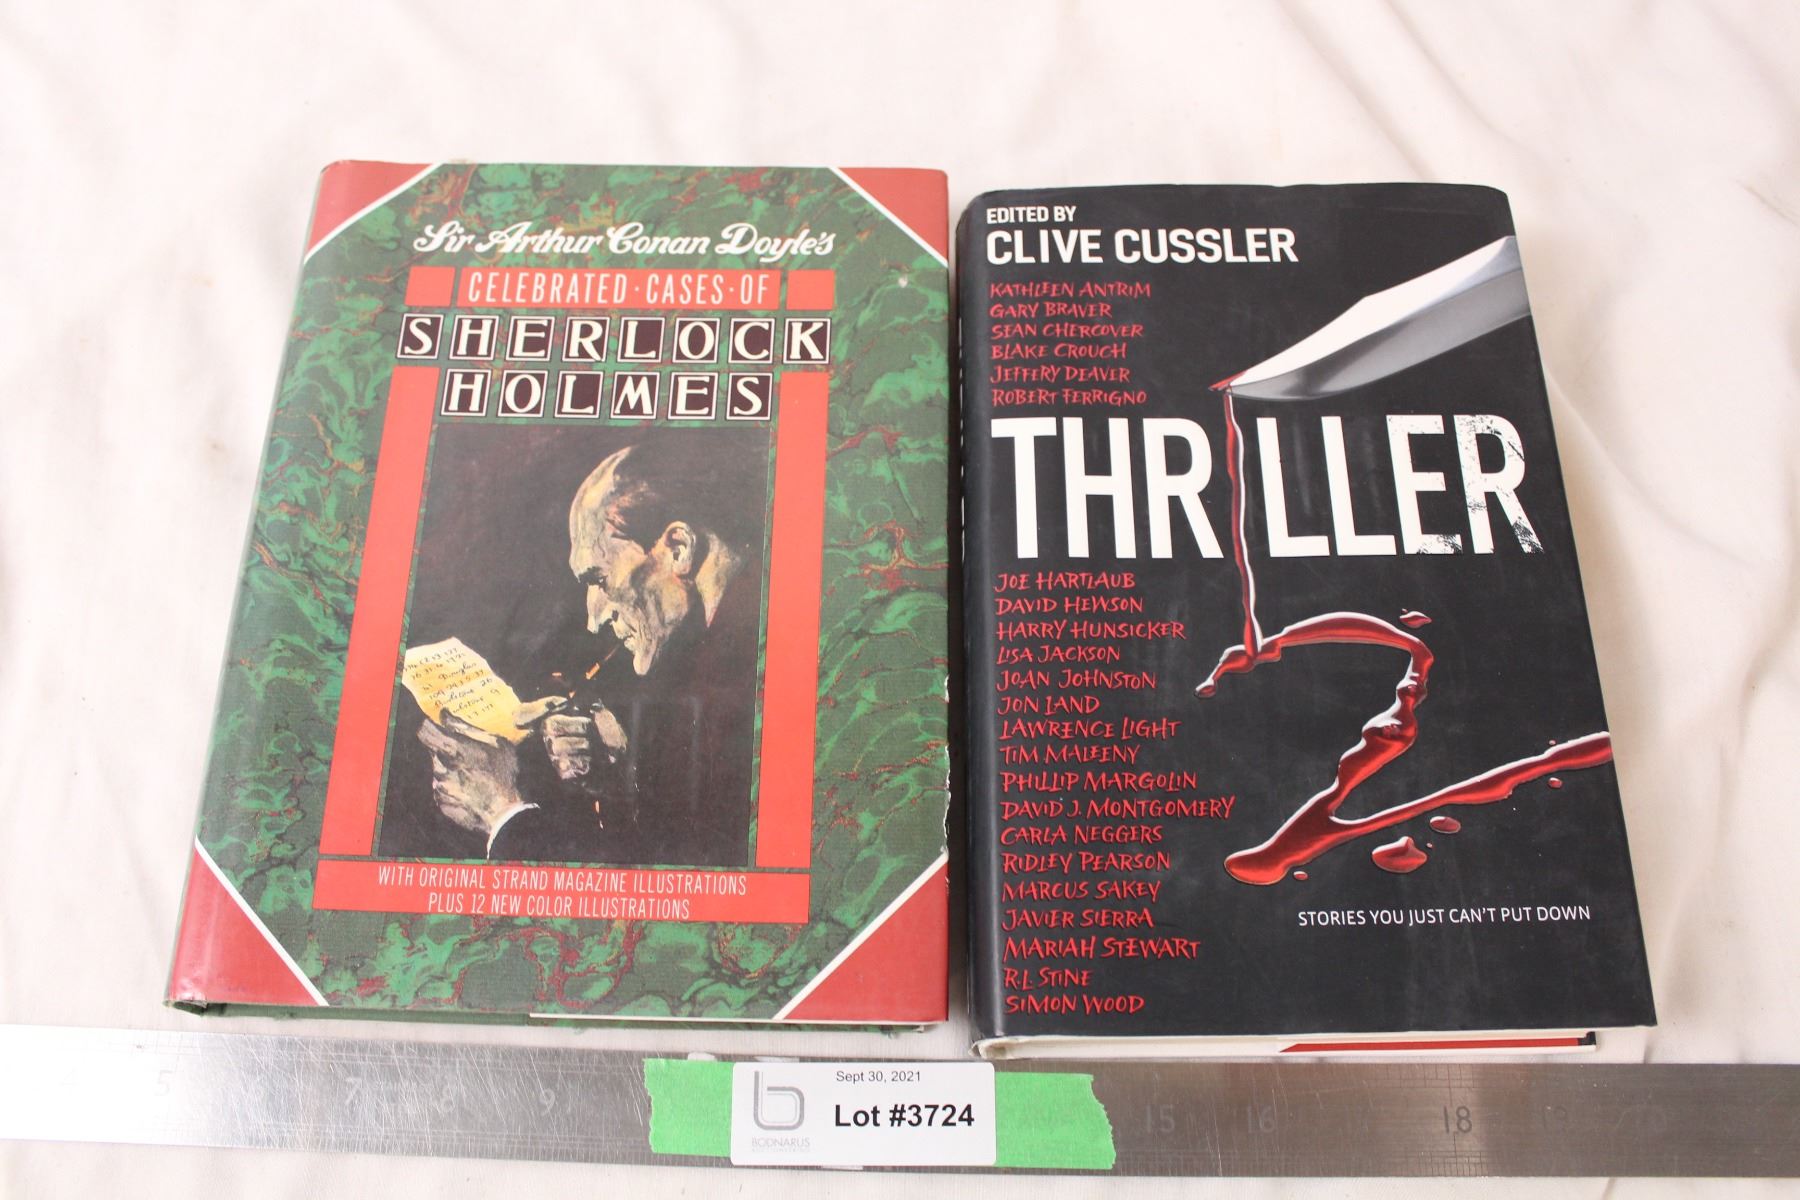 Sir Arthur Conan Doyle's
CELEBRATED·CASES·OF
SHERLOCK
HOLMES
WITH ORIGINAL STRAND MAGAZINE ILLUSTRATIONS
PLUS 12 NEW COLOR ILLUSTRATIONS
EDITED BY
CLIVE CUSSLER
KATHLEEN ANTRIM
GARY BRAVER
SEAN CHERCOVER
BLAKE CROUCH
JEFFERY DEAVER
ROBERT FERRIGNO
THRILLER
2
JOE HARTLAUB
DAVID HEWSON
HARRY HUNSICKER
LISA JACKSON
JOAN JOHNSTON
JON LAND
LAWRENCE LIGHT
TIM MALEENY
PHILLIP MARGOLIN
DAVID J. MONTGOMERY
CARLA NEGGERS
RIDLEY PEARSON
MARCUS SAKEY
JAVIER SIERRA
MARIAH STEWART
R.L. STINE
SIMON WOOD
STORIES YOU JUST CAN'T PUT DOWN
5 7 8 9 15 16 18
Sept 30, 2021
Lot #3724
b
BODNARUS